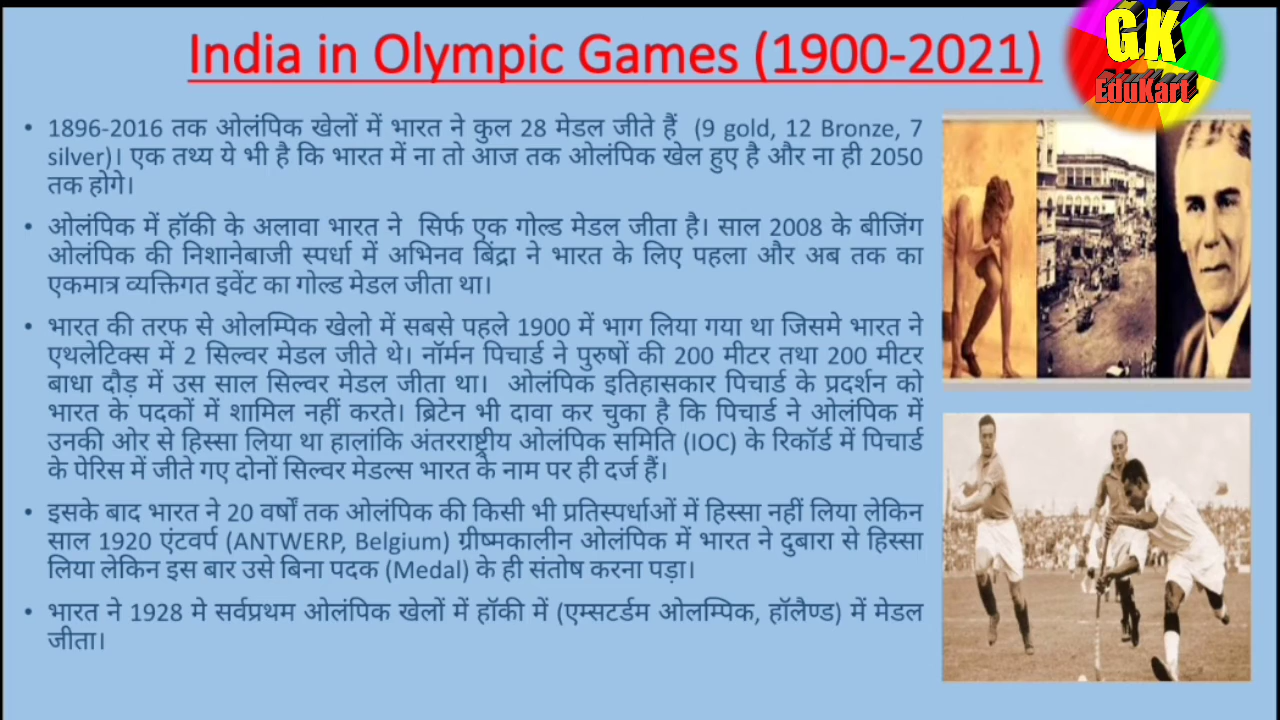 India in Olympic Games (1900-2021)
GK
EduKart
• 1896-2016 तक ओलंपिक खेलों में भारत ने कुल 28 मेडल जीते हैं (9 gold, 12 Bronze, 7
silver)। एक तथ्य ये भी है कि भारत में ना तो आज तक ओलंपिक खेल हुए है और ना ही 2050
तक होगे।
• ओलंपिक में हॉकी के अलावा भारत ने सिर्फ एक गोल्ड मेडल जीता है। साल 2008 के बीजिंग
ओलंपिक की निशानेबाजी स्पर्धा में अभिनव बिंद्रा ने भारत के लिए पहला और अब तक का
एकमात्र व्यक्तिगत इवेंट का गोल्ड मेडल जीता था।
• भारत की तरफ से ओलम्पिक खेलो में सबसे पहले 1900 में भाग लिया गया था जिसमे भारत ने
एथलेटिक्स में 2 सिल्वर मेडल जीते थे। नॉर्मन पिचार्ड ने पुरुषों की 200 मीटर तथा 200 मीटर
बाधा दौड़ में उस साल सिल्वर मेडल जीता था। ओलंपिक इतिहासकार पिचार्ड के प्रदर्शन को
भारत के पदकों में शामिल नहीं करते। ब्रिटेन भी दावा कर चुका है कि पिचार्ड ने ओलंपिक में
उनकी ओर से हिस्सा लिया था हालांकि अंतरराष्ट्रीय ओलंपिक समिति (IOC) के रिकॉर्ड में पिचार्ड
के पेरिस में जीते गए दोनों सिल्वर मेडल्स भारत के नाम पर ही दर्ज हैं।
• इसके बाद भारत ने 20 वर्षों तक ओलंपिक की किसी भी प्रतिस्पर्धाओं में हिस्सा नहीं लिया लेकिन
साल 1920 एंटवर्प (ANTWERP, Belgium) ग्रीष्मकालीन ओलंपिक में भारत ने दुबारा से हिस्सा
लिया लेकिन इस बार उसे बिना पदक (Medal) के ही संतोष करना पड़ा।
• भारत ने 1928 मे सर्वप्रथम ओलंपिक खेलों में हॉकी में (एम्सटर्डम ओलम्पिक, हॉलैण्ड) में मेडल
जीता।